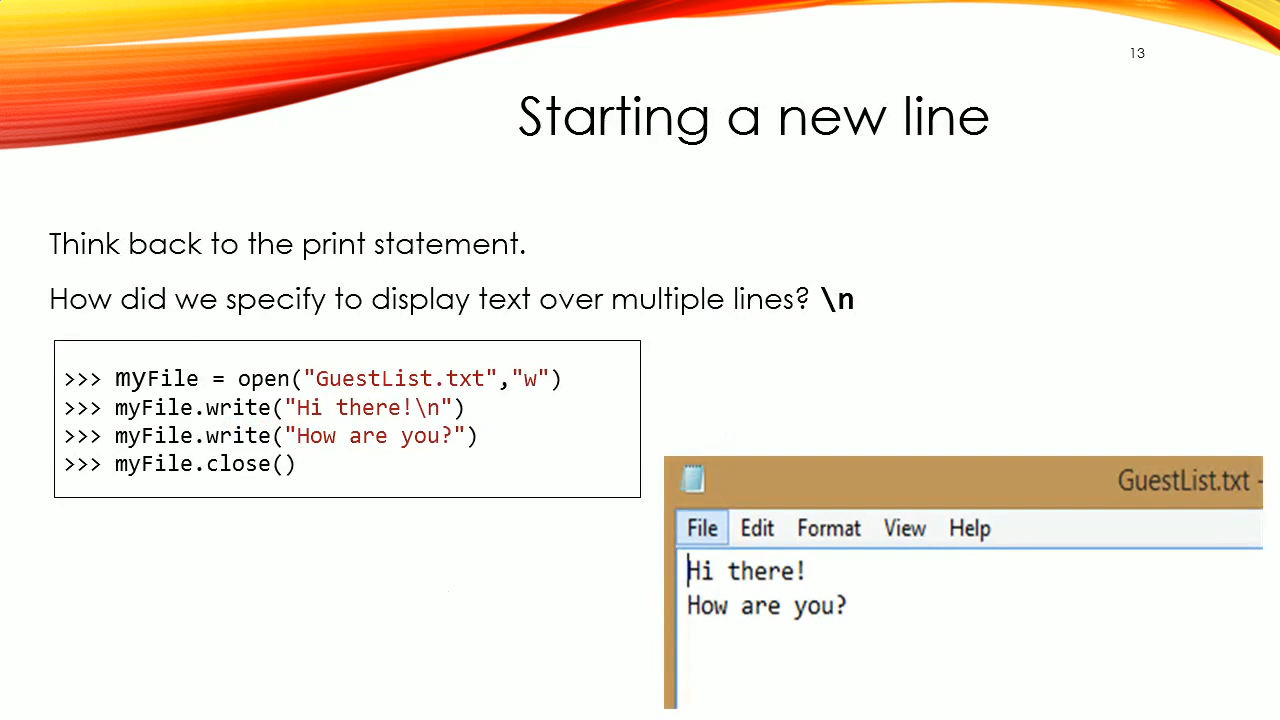 13
Starting a new line
Think back to the print statement.
How did we specify to display text over multiple lines? \n
>>> myFile = open("GuestList.txt","w")
>>> myFile.write("Hi there!\n")
>>> myFile.write("How are you?")
>>> myFile.close()
GuestList.txt -
File Edit Format View Help
Hi there!
How are you?